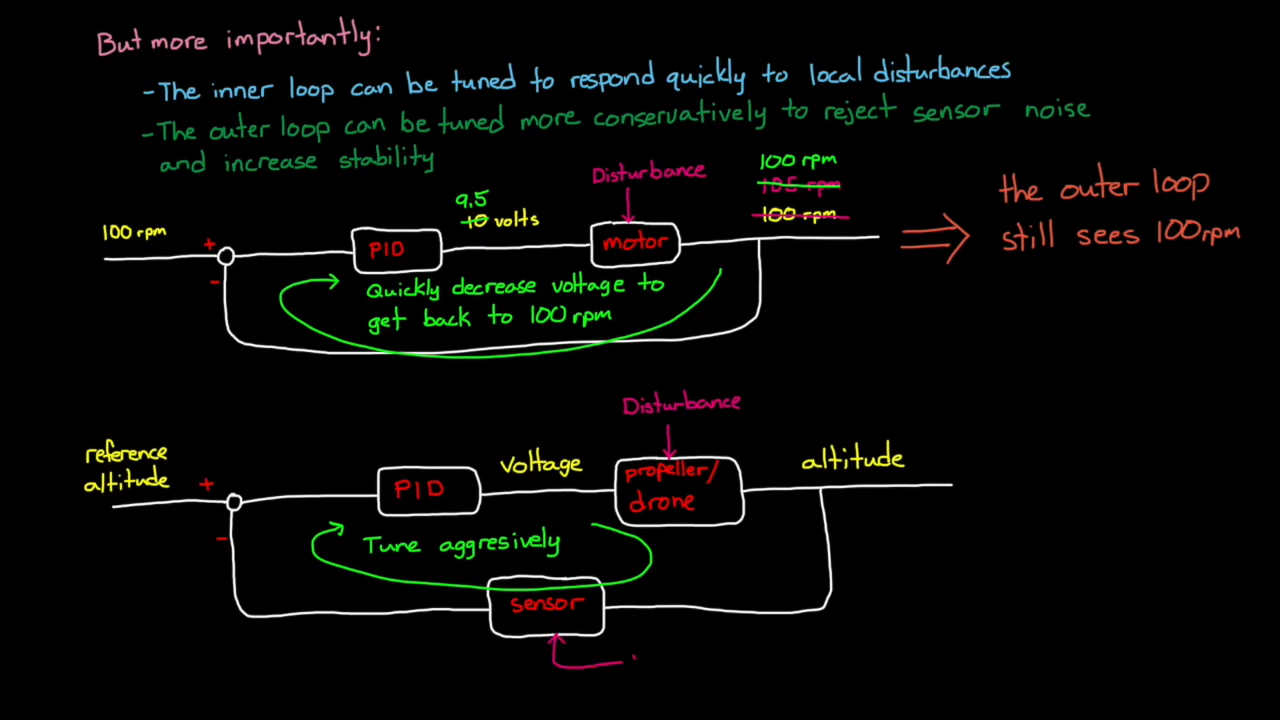 But more importantly:
- The inner loop can be tuned to respond quickly to local disturbances
- The outer loop can be tuned more conservatively to reject sensor noise
and increase stability
Disturbance
100 rpm
105 rpm
100 rpm
9.5
10 volts
100 rpm
+
-
PID
motor
the outer loop
still sees 100rpm
Quickly decrease voltage to
get back to 100 rpm
Disturbance
reference
altitude
+
-
PID
Voltage
propeller/
drone
altitude
Tune aggresively
sensor